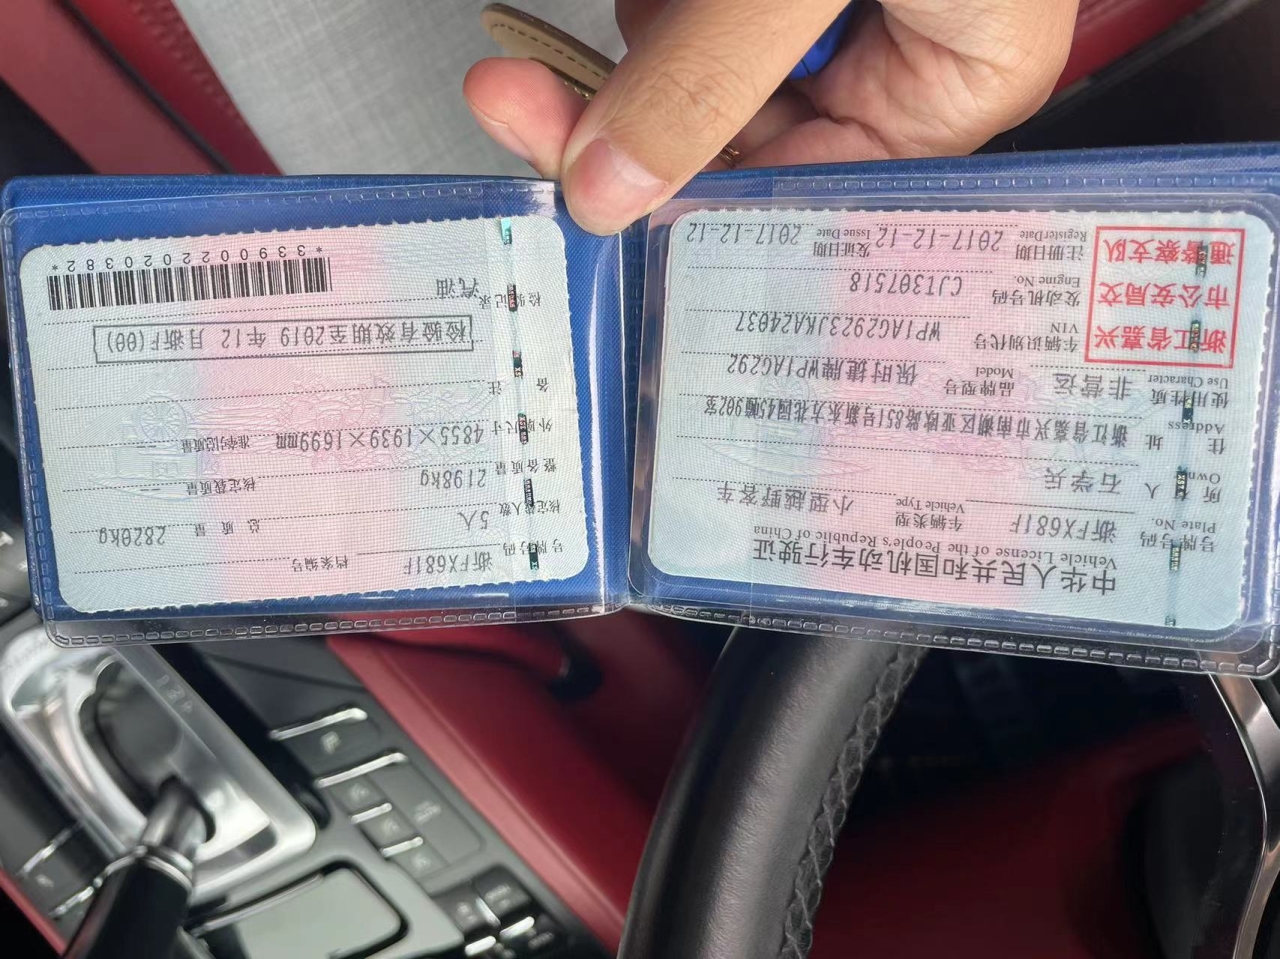 中华人民共和国机动车行驶证
Vehicle License of the People's Republic of China
号牌号码 浙FX681F 车辆类型 小型越野客车
Plate No. Vehicle Type
所有人 石学兵
Owner
住址 浙江省嘉兴市南湖区亚欧路851号东方花园45幢902室
Address
使用性质 非营运 品牌型号 保时捷牌WP1AG292
Use Character Model
浙江省嘉兴
市公安局交
通警察支队
车辆识别代号 WP1AG2923JKA24037
VIN
发动机号码 CJT307518
Engine No.
注册日期 2017-12-12 发证日期 2017-12-12
Register Date Issue Date
号牌号码 浙FX681F 档案编号
核定载人数 5人 总质量 2820kg
整备质量 2198kg 核定载质量 --
外廓尺寸 4855×1939×1699mm 准牵引总质量 --
备注
检验有效期至2019年12月浙F(00)
检验记录
汽油
*3390022020382*